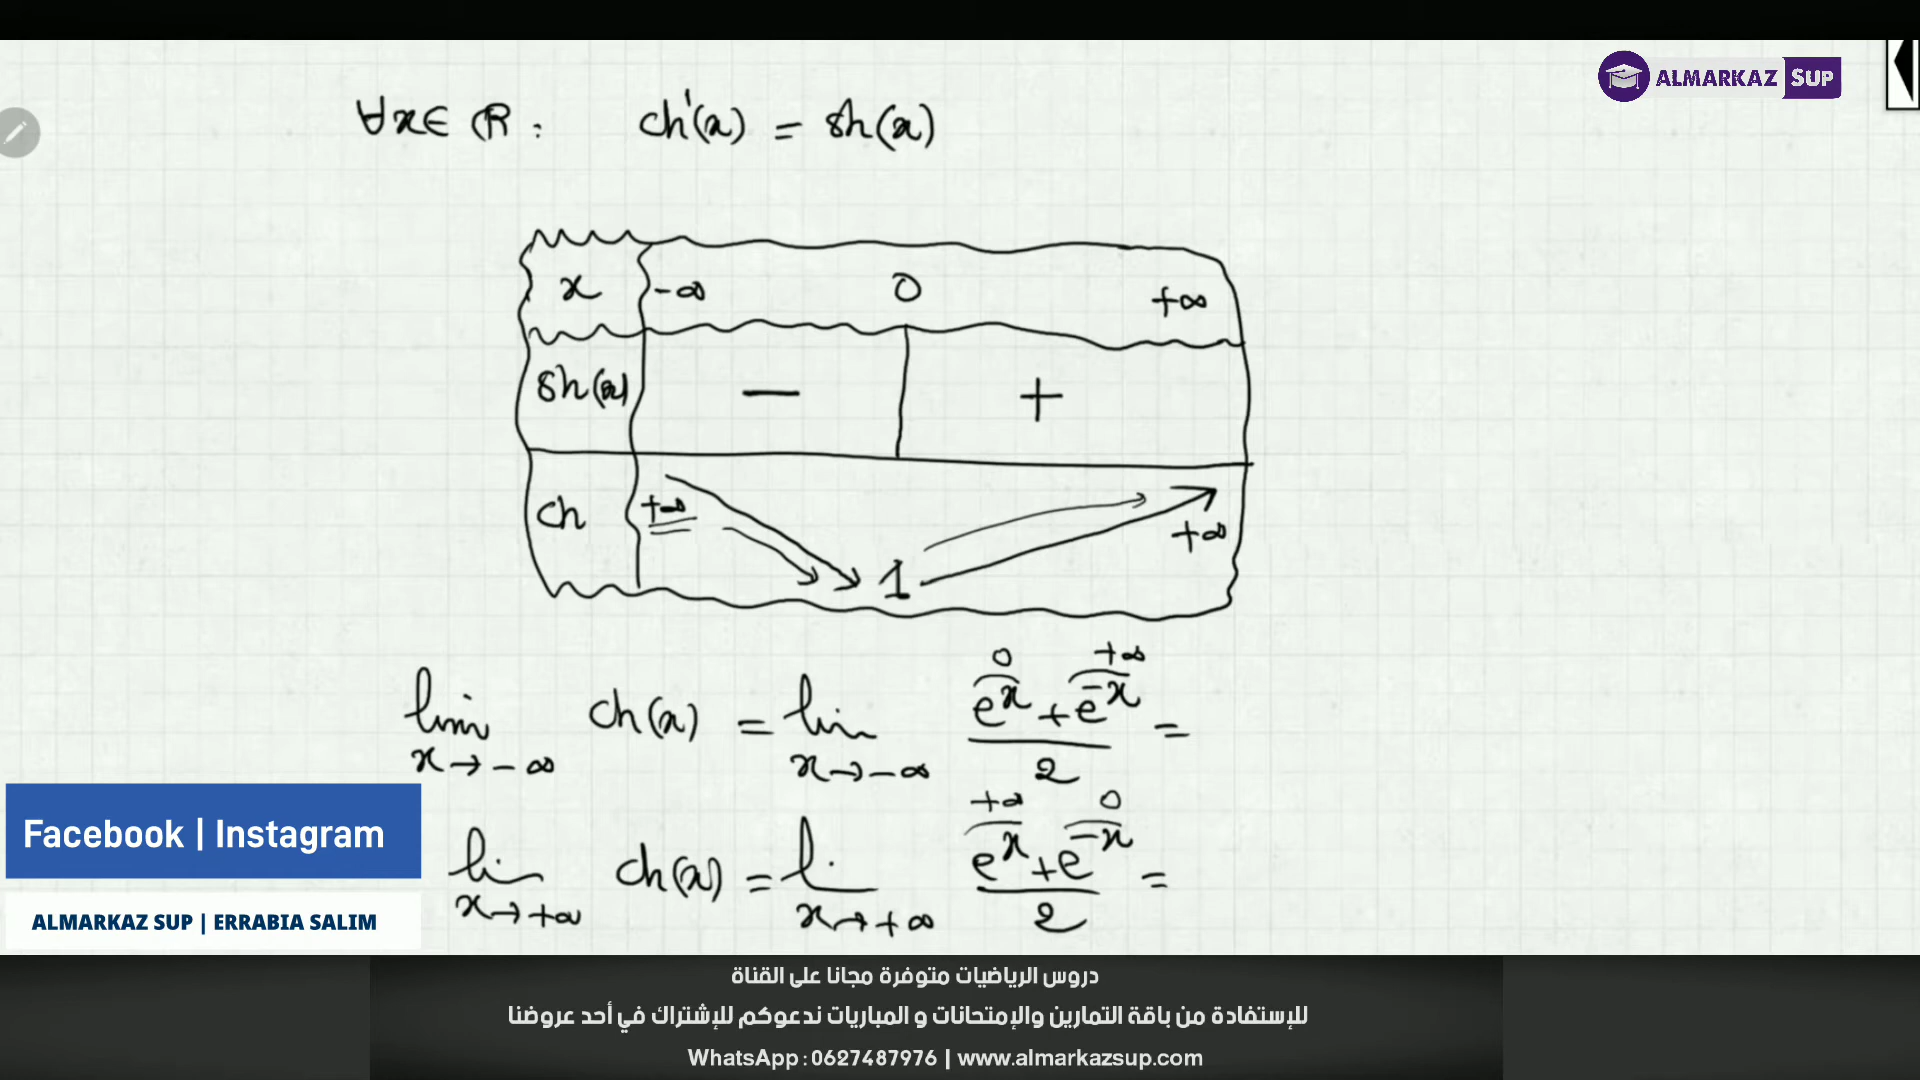 ALMARKAZ SUP
∀x∈ℝ : ch'(x) = sh(x)
x -∞ 0 +∞
sh(x) − +
ch +∞ 1 +∞
0 +∞
lim ch(x) = lim e^x + e^-x =
x→-∞ x→-∞ 2
+∞ 0
lim ch(x) = lim e^x + e^-x =
x→+∞ x→+∞ 2
Facebook | Instagram
ALMARKAZ SUP | ERRABIA SALIM
دروس الرياضيات متوفرة مجانا على القناة
للإستفادة من باقة التمارين والإمتحانات و المباريات ندعوكم للإشتراك في أحد عروضنا
WhatsApp : 0627487976 | www.almarkazsup.com